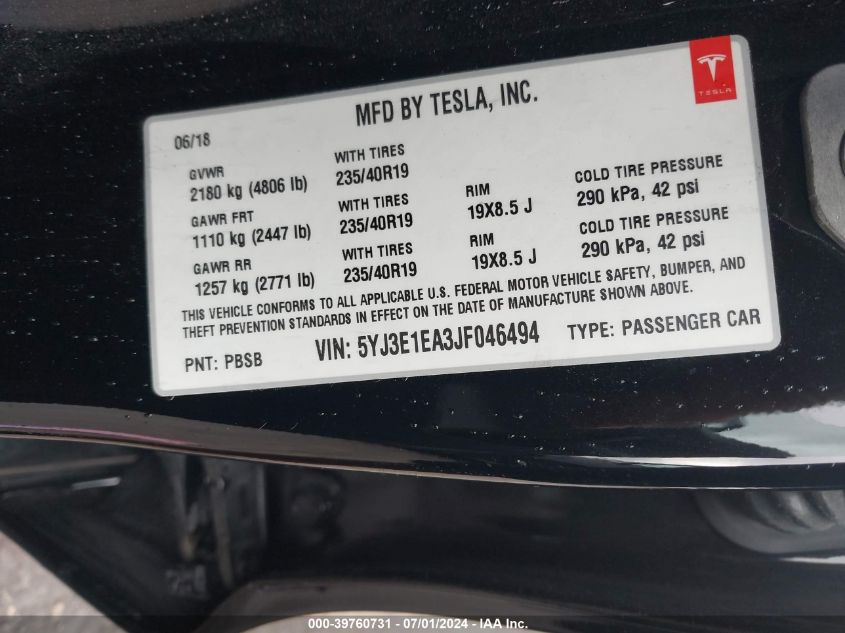 TESLA
MFD BY TESLA, INC.
06/18
GVWR
2180 kg (4806 lb)
WITH TIRES
235/40R19
GAWR FRT
1110 kg (2447 lb)
WITH TIRES
235/40R19
RIM
19X8.5 J
COLD TIRE PRESSURE
290 kPa, 42 psi
GAWR RR
1257 kg (2771 lb)
WITH TIRES
235/40R19
RIM
19X8.5 J
COLD TIRE PRESSURE
290 kPa, 42 psi
THIS VEHICLE CONFORMS TO ALL APPLICABLE U.S. FEDERAL MOTOR VEHICLE SAFETY, BUMPER, AND
THEFT PREVENTION STANDARDS IN EFFECT ON THE DATE OF MANUFACTURE SHOWN ABOVE.
PNT: PBSB VIN: 5YJ3E1EA3JF046494 TYPE: PASSENGER CAR
000-39760731 - 07/01/2024 - IAA Inc.